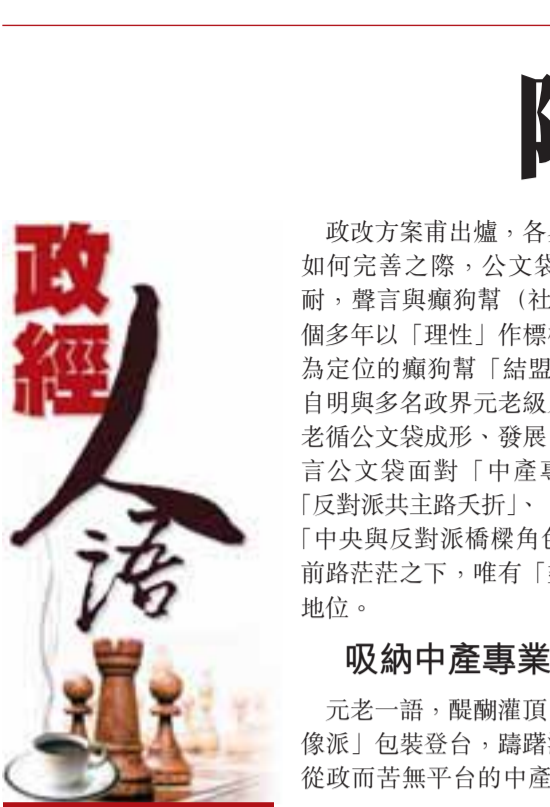 政經人語
政改方案甫出爐，各
如何完善之際，公文袋
耐，聲言與癲狗幫（社
個多年以「理性」作標
為定位的癲狗幫「結盟
自明與多名政界元老級
老循公文袋成形、發展
言公文袋面對「中產專
「反對派共主路夭折」、
「中央與反對派橋樑角色
前路茫茫之下，唯有「
地位。
吸納中產專業
元老一語，醍醐灌頂
像派」包裝登台，躊躇
從政而苦無平台的中產